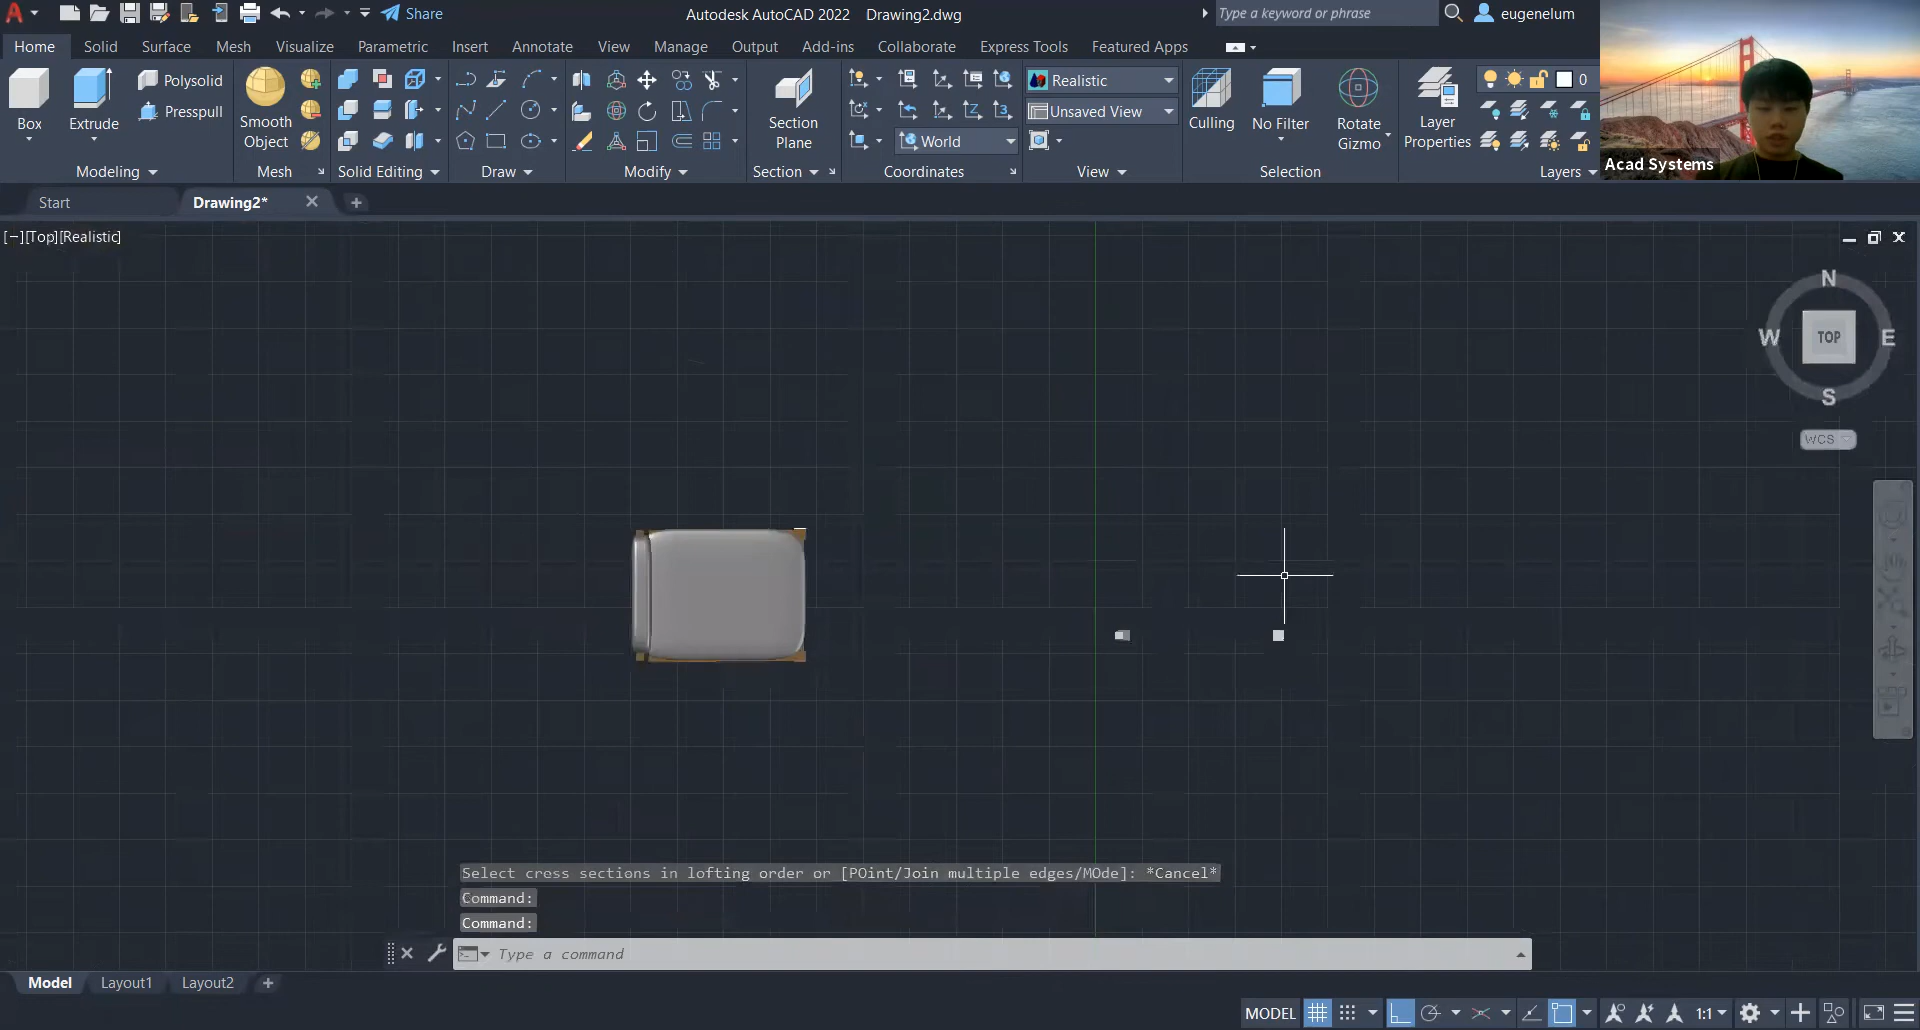 Share
Autodesk AutoCAD 2022 Drawing2.dwg
Type a keyword or phrase
eugenelum
Home Solid Surface Mesh Visualize Parametric Insert Annotate View Manage Output Add-ins Collaborate Express Tools Featured Apps
Box
Extrude
Polysolid
Presspull
Smooth
Object
Section
Plane
World
Realistic
Unsaved View
Culling
No Filter
Rotate
Gizmo
Layer
Properties
0
Acad Systems
Modeling Mesh Solid Editing Draw Modify Section Coordinates View Selection Layers
Start
Drawing2*
[−][Top][Realistic]
N
W
TOP
E
S
WCS
Select cross sections in lofting order or [POint/Join multiple edges/MOde]: *Cancel*
Command:
Command:
Type a command
Model Layout1 Layout2
MODEL
1:1